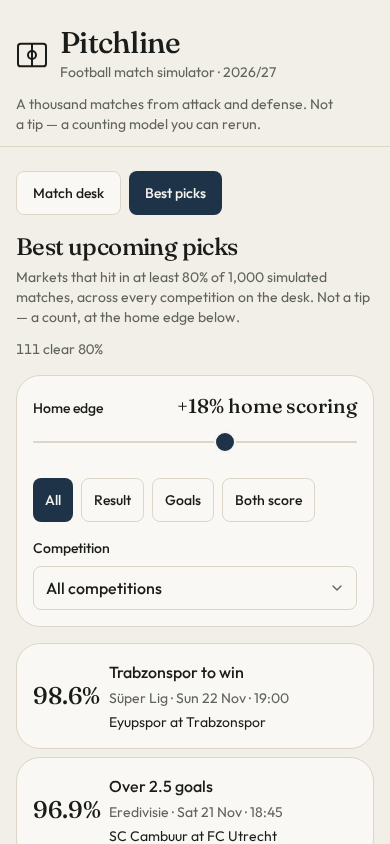 Pitchline
Football match simulator · 2026/27
A thousand matches from attack and defense. Not
a tip — a counting model you can rerun.
Match desk
Best picks
Best upcoming picks
Markets that hit in at least 80% of 1,000 simulated
matches, across every competition on the desk. Not a tip
— a count, at the home edge below.
111 clear 80%
Home edge
+18% home scoring
All
Result
Goals
Both score
Competition
All competitions
98.6%
Trabzonspor to win
Süper Lig · Sun 22 Nov · 19:00
Eyupspor at Trabzonspor
96.9%
Over 2.5 goals
Eredivisie · Sat 21 Nov · 18:45
SC Cambuur at FC Utrecht